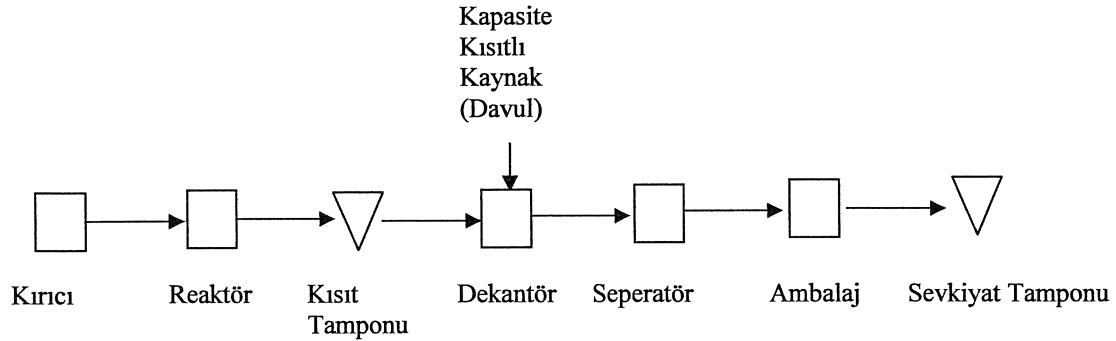 Kapasite
Kısıtlı
Kaynak
(Davul)
Kırıcı
Reaktör
Kısıt
Tamponu
Dekantör
Seperatör
Ambalaj
Sevkiyat Tamponu